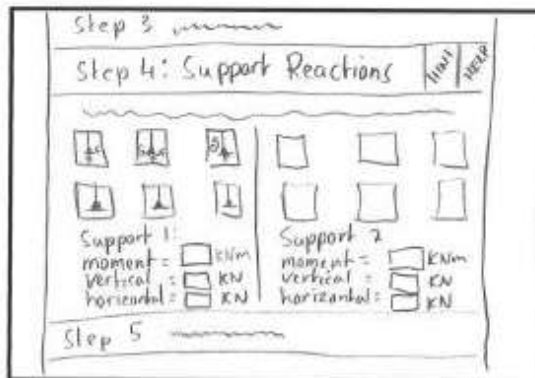 Step 3
Step 4: Support Reactions HINT HELP
Support 1:
moment = kNm
vertical = KN
horizontal = KN
Support 2
moment = KNm
vertical = KN
horizontal = KN
Step 5